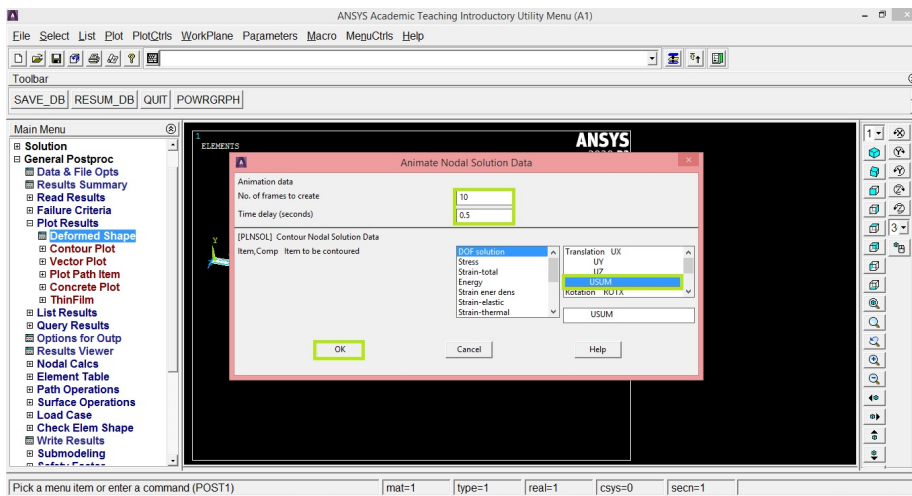 ANSYS Academic Teaching Introductory Utility Menu (A1)
File Select List Plot PlotCtrls WorkPlane Parameters Macro MenuCtrls Help
Toolbar
SAVE_DB RESUM_DB QUIT POWRGRPH
Main Menu
Solution
General Postproc
Data & File Opts
Results Summary
Read Results
Failure Criteria
Plot Results
Deformed Shape
Contour Plot
Vector Plot
Plot Path Item
Concrete Plot
ThinFilm
List Results
Query Results
Options for Outp
Results Viewer
Nodal Calcs
Element Table
Path Operations
Surface Operations
Load Case
Check Elem Shape
Write Results
Submodeling
Safety Factor
1
ELEMENTS
ANSYS
Y
Animate Nodal Solution Data
Animation data
No. of frames to create 10
Time delay (seconds) 0.5
[PLNSOL] Contour Nodal Solution Data
Item,Comp Item to be contoured
DOF solution
Stress
Strain-total
Energy
Strain ener dens
Strain-elastic
Strain-thermal
Translation UX
UY
UZ
USUM
Rotation ROTX
USUM
OK Cancel Help
1
3
Pick a menu item or enter a command (POST1) mat=1 type=1 real=1 csys=0 secn=1